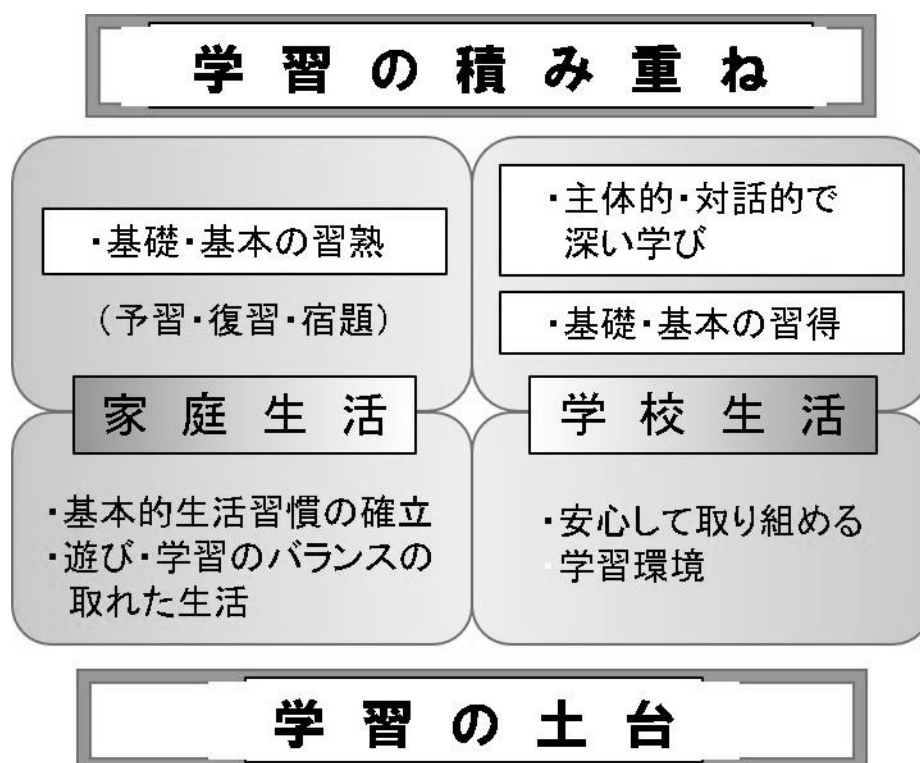 学習の積み重ね
・基礎・基本の習熟
(予習・復習・宿題)
・主体的・対話的で
深い学び
・基礎・基本の習得
家庭生活
学校生活
・基本的生活習慣の確立
・遊び・学習のバランスの
取れた生活
・安心して取り組める
・学習環境
学習の土台